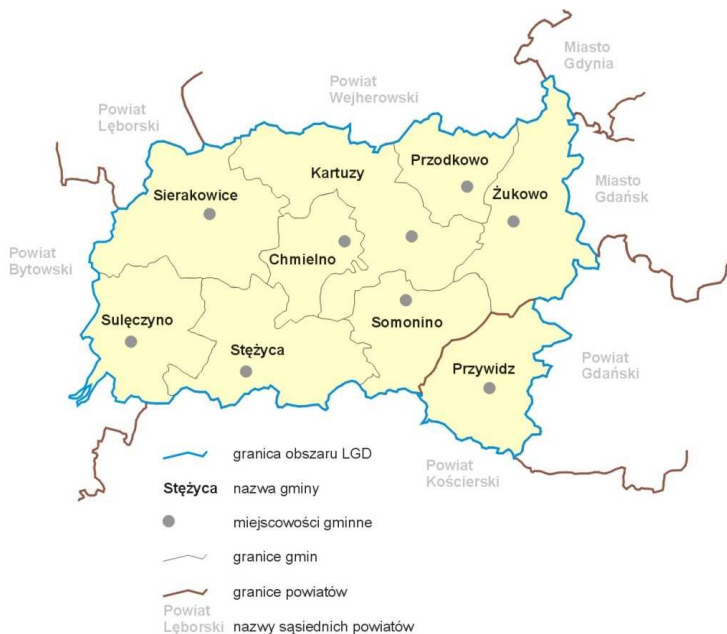 Miasto
Gdynia
Powiat
Wejherowski
Powiat
Lęborski
Przodkowo
Kartuzy
Sierakowice
Żukowo
Miasto
Gdańsk
Powiat
Bytowski
Chmielno
Sulęczyno
Somonino
Stężyca
Przywidz
Powiat
Gdański
granica obszaru LGD
Powiat
Kościerski
Stężyca nazwa gminy
miejscowości gminne
granice gmin
granice powiatów
Powiat
Lęborski nazwy sąsiednich powiatów